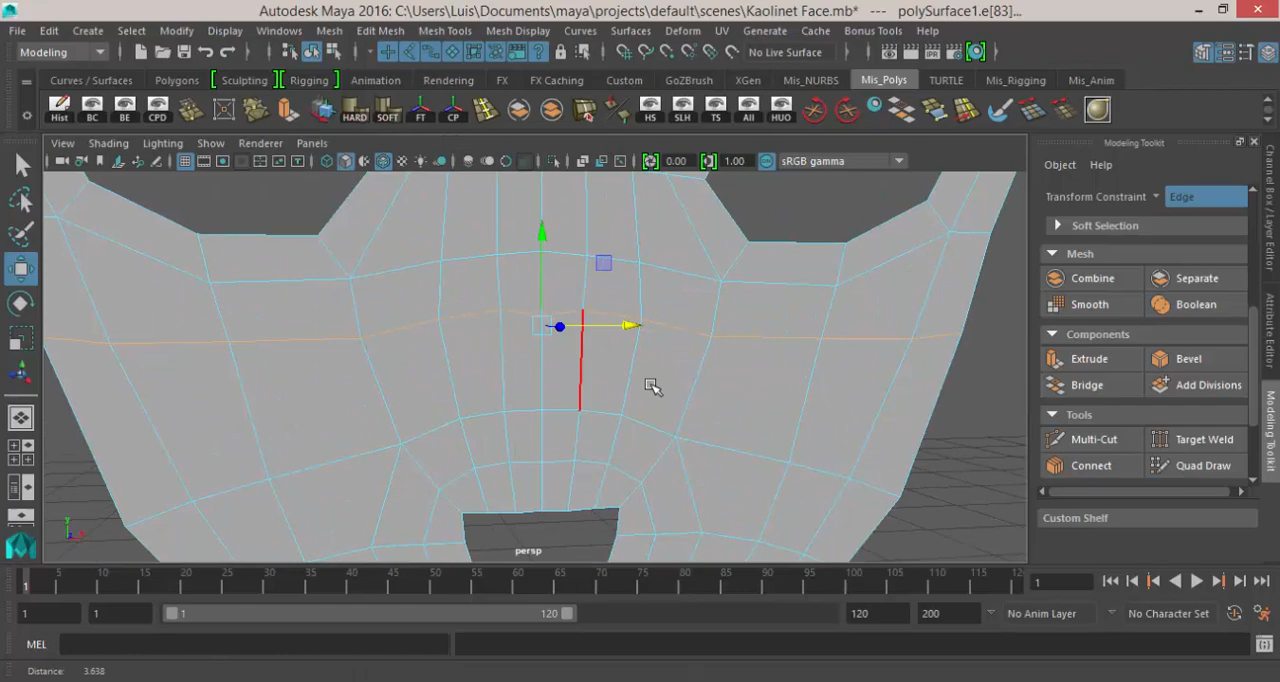 Autodesk Maya 2016: C:\Users\Luis\Documents\maya\projects\default\scenes\Kaolinet Face.mb* --- polySurface1.e[83]...
File Edit Create Select Modify Display Windows Mesh Edit Mesh Mesh Tools Mesh Display Curves Surfaces Deform UV Generate Cache Bonus Tools Help
Modeling No Live Surface
Curves / Surfaces Polygons Sculpting Rigging Animation Rendering FX FX Caching Custom GoZBrush XGen Mis_NURBS Mis_Polys TURTLE Mis_Rigging Mis_Anim
Hist BC BE CPD HARD SOFT FT CP HS SLH TS All HUO
View Shading Lighting Show Renderer Panels
0.00 1.00 sRGB gamma
Modeling Toolkit
Object Help
Transform Constraint Edge
Soft Selection
Mesh
Combine Separate
Smooth Boolean
Components
Extrude Bevel
Bridge Add Divisions
Tools
Multi-Cut Target Weld
Connect Quad Draw
Custom Shelf
Channel Box / Layer Editor
Attribute Editor
Modeling Toolkit
y
persp
1 5 10 15 20 25 30 35 40 45 50 55 60 65 70 75 80 85 90 95 100 105 110 115 12 1
1 1 1 120 120 200 No Anim Layer No Character Set
MEL
Distance: 3.638